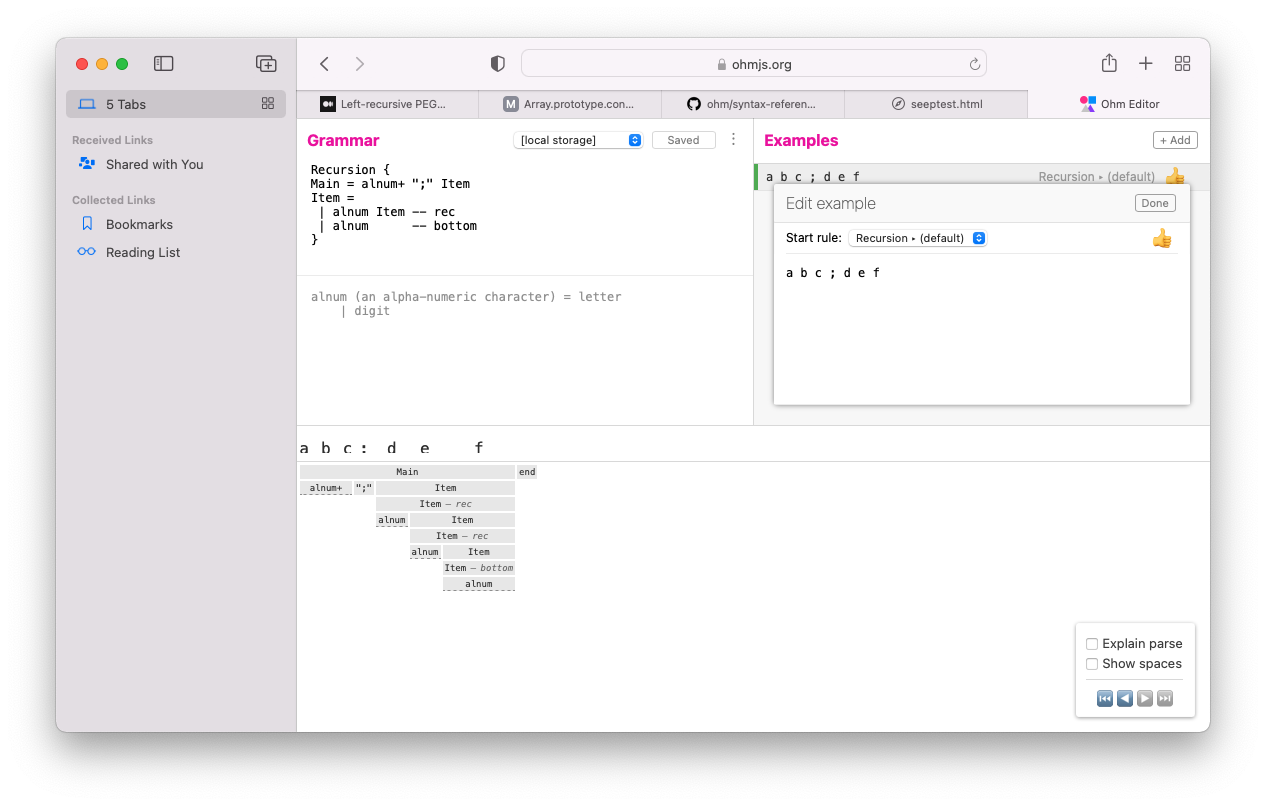 ohmjs.org
5 Tabs
Received Links
Shared with You
Collected Links
Bookmarks
Reading List
Left-recursive PEG...
M Array.prototype.con...
ohm/syntax-referen...
seeptest.html
Ohm Editor
Grammar
[local storage]
Saved
Recursion {
Main = alnum+ ";" Item
Item =
| alnum Item -- rec
| alnum      -- bottom
}
alnum (an alpha-numeric character) = letter
| digit
Examples
+ Add
a b c ; d e f
Recursion ▸ (default)
Edit example
Done
Start rule: Recursion ▸ (default)
a b c ; d e f
a b c ; d e f
Main end
alnum+ ";" Item
Item – rec
alnum Item
Item – rec
alnum Item
Item – bottom
alnum
Explain parse
Show spaces